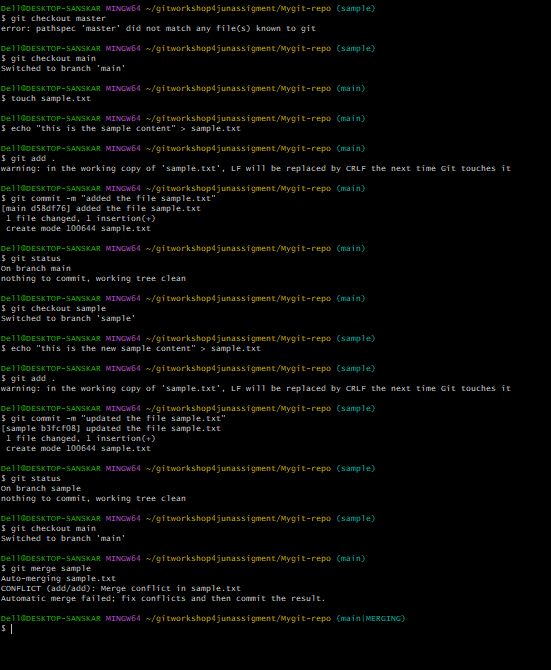 Dell@DESKTOP-SANSKAR MINGW64 ~/gitworkshop4junassigment/Mygit-repo (sample)
$ git checkout master
error: pathspec 'master' did not match any file(s) known to git
Dell@DESKTOP-SANSKAR MINGW64 ~/gitworkshop4junassigment/Mygit-repo (sample)
$ git checkout main
Switched to branch 'main'
Dell@DESKTOP-SANSKAR MINGW64 ~/gitworkshop4junassigment/Mygit-repo (main)
$ touch sample.txt
Dell@DESKTOP-SANSKAR MINGW64 ~/gitworkshop4junassigment/Mygit-repo (main)
$ echo "this is the sample content" > sample.txt
Dell@DESKTOP-SANSKAR MINGW64 ~/gitworkshop4junassigment/Mygit-repo (main)
$ git add .
warning: in the working copy of 'sample.txt', LF will be replaced by CRLF the next time Git touches it
Dell@DESKTOP-SANSKAR MINGW64 ~/gitworkshop4junassigment/Mygit-repo (main)
$ git commit -m "added the file sample.txt"
[main d58df76] added the file sample.txt
1 file changed, 1 insertion(+)
create mode 100644 sample.txt
Dell@DESKTOP-SANSKAR MINGW64 ~/gitworkshop4junassigment/Mygit-repo (main)
$ git status
On branch main
nothing to commit, working tree clean
Dell@DESKTOP-SANSKAR MINGW64 ~/gitworkshop4junassigment/Mygit-repo (main)
$ git checkout sample
Switched to branch 'sample'
Dell@DESKTOP-SANSKAR MINGW64 ~/gitworkshop4junassigment/Mygit-repo (sample)
$ echo "this is the new sample content" > sample.txt
Dell@DESKTOP-SANSKAR MINGW64 ~/gitworkshop4junassigment/Mygit-repo (sample)
$ git add .
warning: in the working copy of 'sample.txt', LF will be replaced by CRLF the next time Git touches it
Dell@DESKTOP-SANSKAR MINGW64 ~/gitworkshop4junassigment/Mygit-repo (sample)
$ git commit -m "updated the file sample.txt"
[sample b3fcf08] updated the file sample.txt
1 file changed, 1 insertion(+)
create mode 100644 sample.txt
Dell@DESKTOP-SANSKAR MINGW64 ~/gitworkshop4junassigment/Mygit-repo (sample)
$ git status
On branch sample
nothing to commit, working tree clean
Dell@DESKTOP-SANSKAR MINGW64 ~/gitworkshop4junassigment/Mygit-repo (sample)
$ git checkout main
Switched to branch 'main'
Dell@DESKTOP-SANSKAR MINGW64 ~/gitworkshop4junassigment/Mygit-repo (main)
$ git merge sample
Auto-merging sample.txt
CONFLICT (add/add): Merge conflict in sample.txt
Automatic merge failed; fix conflicts and then commit the result.
Dell@DESKTOP-SANSKAR MINGW64 ~/gitworkshop4junassigment/Mygit-repo (main|MERGING)
$